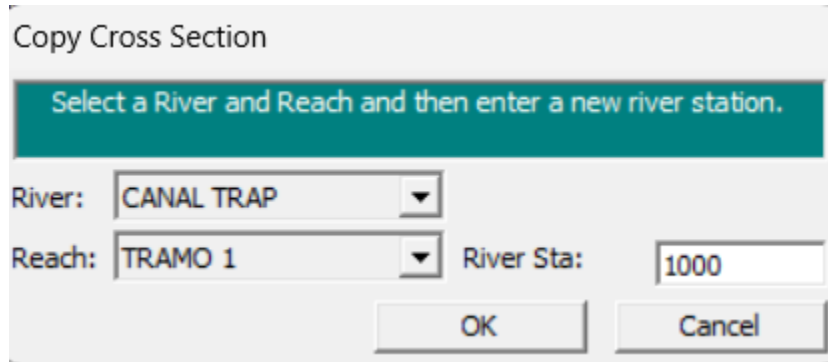 Copy Cross Section
Select a River and Reach and then enter a new river station.
River: CANAL TRAP
Reach: TRAMO 1 River Sta: 1000
OK Cancel